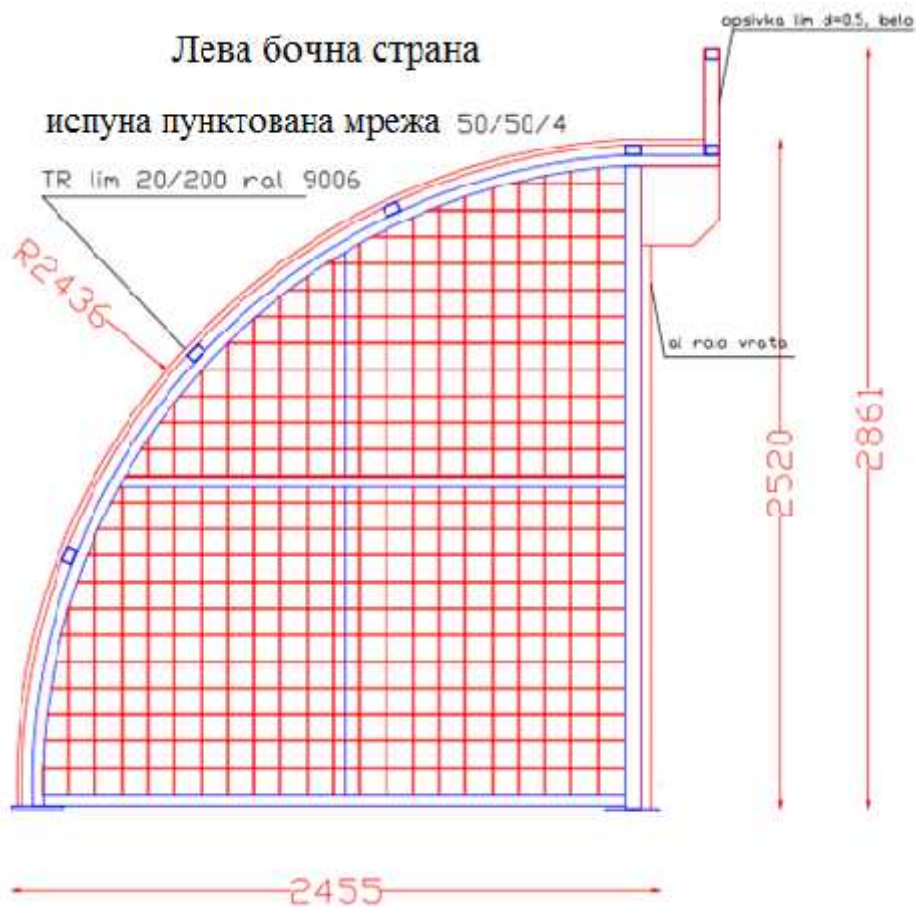 opsivka lim d=0.5, belo
Лева бочна страна
испуна пунктована мрежа 50/50/4
TR lim 20/200 ral 9006
R2436
al rolo vrata
2520
2861
2455